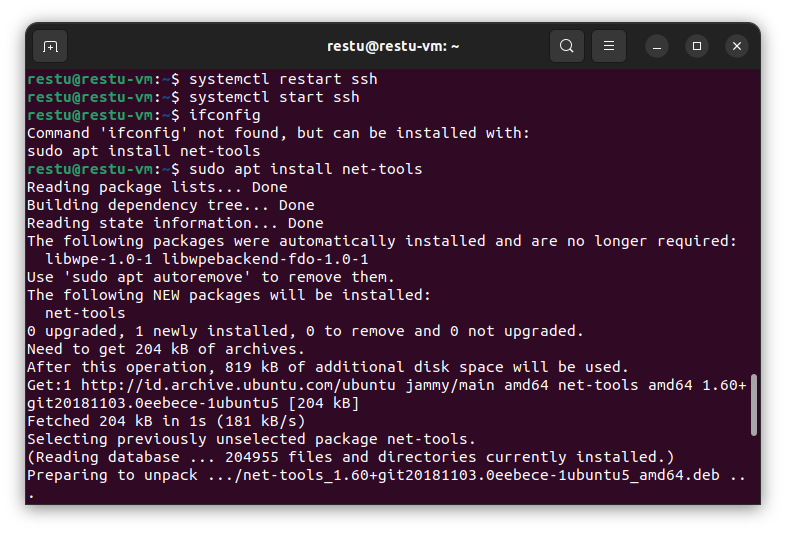 restu@restu-vm: ~
restu@restu-vm:~$ systemctl restart ssh
restu@restu-vm:~$ systemctl start ssh
restu@restu-vm:~$ ifconfig
Command 'ifconfig' not found, but can be installed with:
sudo apt install net-tools
restu@restu-vm:~$ sudo apt install net-tools
Reading package lists... Done
Building dependency tree... Done
Reading state information... Done
The following packages were automatically installed and are no longer required:
  libwpe-1.0-1 libwpebackend-fdo-1.0-1
Use 'sudo apt autoremove' to remove them.
The following NEW packages will be installed:
  net-tools
0 upgraded, 1 newly installed, 0 to remove and 0 not upgraded.
Need to get 204 kB of archives.
After this operation, 819 kB of additional disk space will be used.
Get:1 http://id.archive.ubuntu.com/ubuntu jammy/main amd64 net-tools amd64 1.60+
git20181103.0eebece-1ubuntu5 [204 kB]
Fetched 204 kB in 1s (181 kB/s)
Selecting previously unselected package net-tools.
(Reading database ... 204955 files and directories currently installed.)
Preparing to unpack .../net-tools_1.60+git20181103.0eebece-1ubuntu5_amd64.deb ..
.